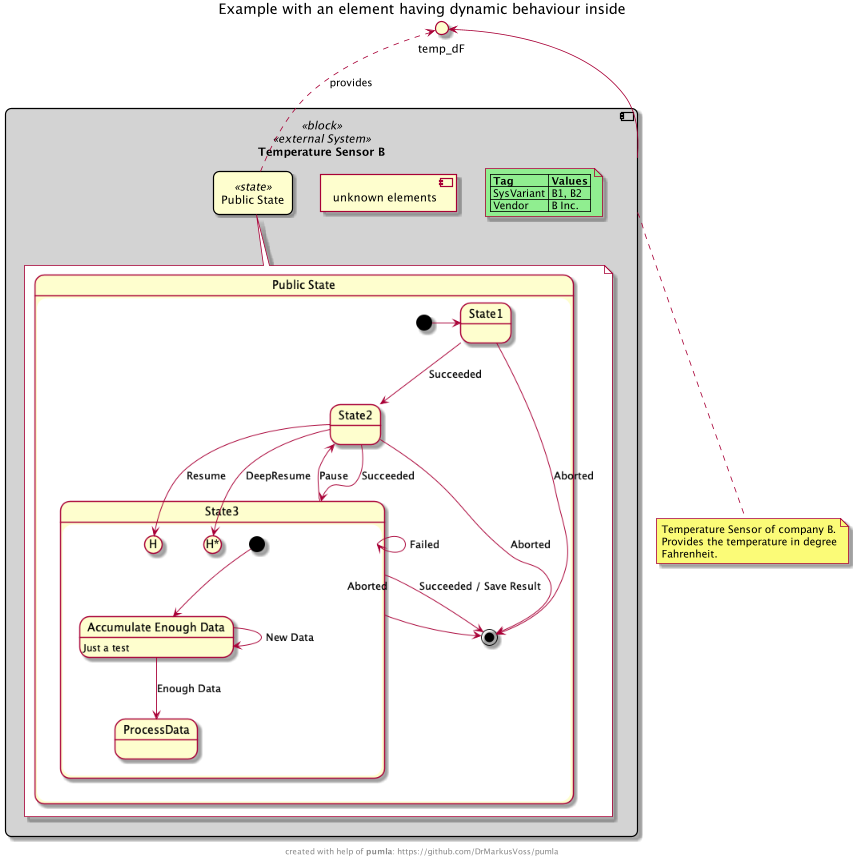 Example with an element having dynamic behaviour inside
temp_dF
provides
«block»
«external System»
Temperature Sensor B
«state»
Public State
unknown elements
Tag Values
SysVariant B1, B2
Vendor B Inc.
Public State
State1
Succeeded
State2
Resume
DeepResume
Pause
Succeeded
Aborted
State3
H
H*
Failed
Aborted
Aborted
Succeeded / Save Result
Accumulate Enough Data
Just a test
New Data
Enough Data
ProcessData
Temperature Sensor of company B.
Provides the temperature in degree
Fahrenheit.
created with help of pumla: https://github.com/DrMarkusVoss/pumla